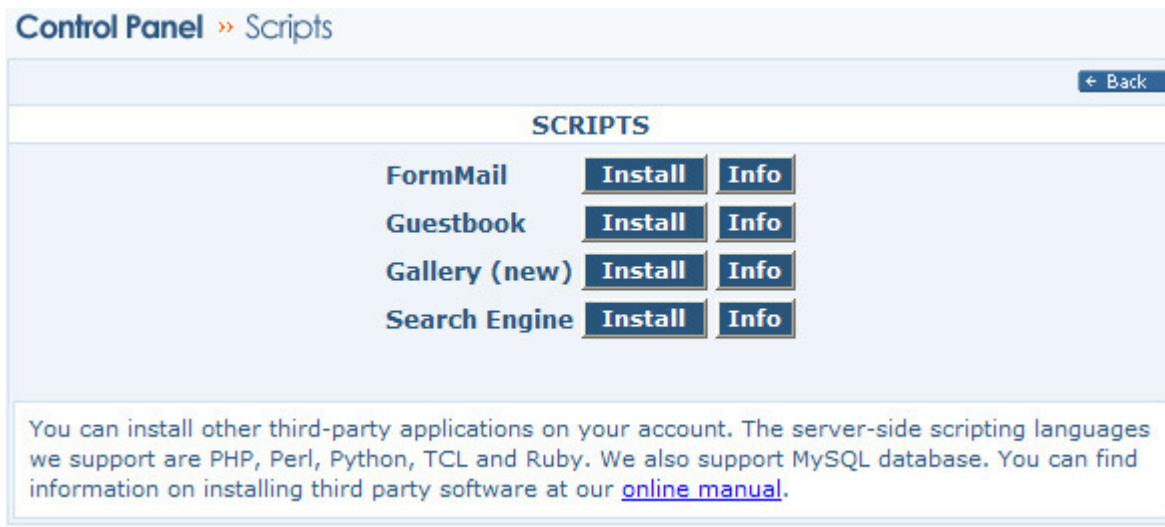 Control Panel » Scripts
← Back
SCRIPTS
FormMail Install Info
Guestbook Install Info
Gallery (new) Install Info
Search Engine Install Info
You can install other third-party applications on your account. The server-side scripting languages
we support are PHP, Perl, Python, TCL and Ruby. We also support MySQL database. You can find
information on installing third party software at our online manual.